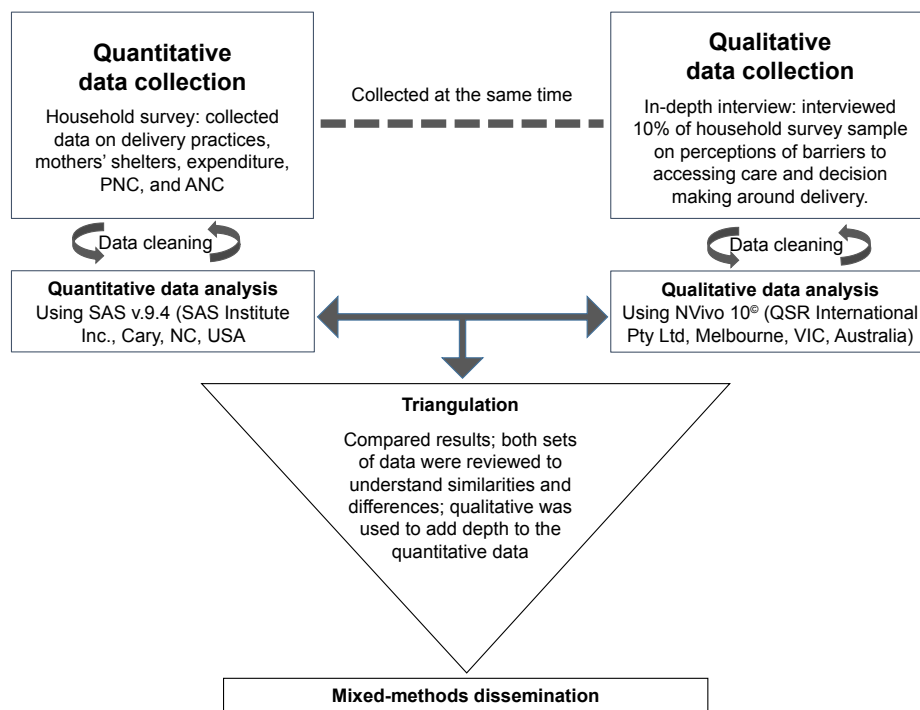 Quantitative
data collection
Household survey: collected
data on delivery practices,
mothers’ shelters, expenditure,
PNC, and ANC
Collected at the same time
Qualitative
data collection
In-depth interview: interviewed
10% of household survey sample
on perceptions of barriers to
accessing care and decision
making around delivery.
Data cleaning
Data cleaning
Quantitative data analysis
Using SAS v.9.4 (SAS Institute
Inc., Cary, NC, USA
Qualitative data analysis
Using NVivo 10© (QSR International
Pty Ltd, Melbourne, VIC, Australia)
Triangulation
Compared results; both sets
of data were reviewed to
understand similarities and
differences; qualitative was
used to add depth to the
quantitative data
Mixed-methods dissemination